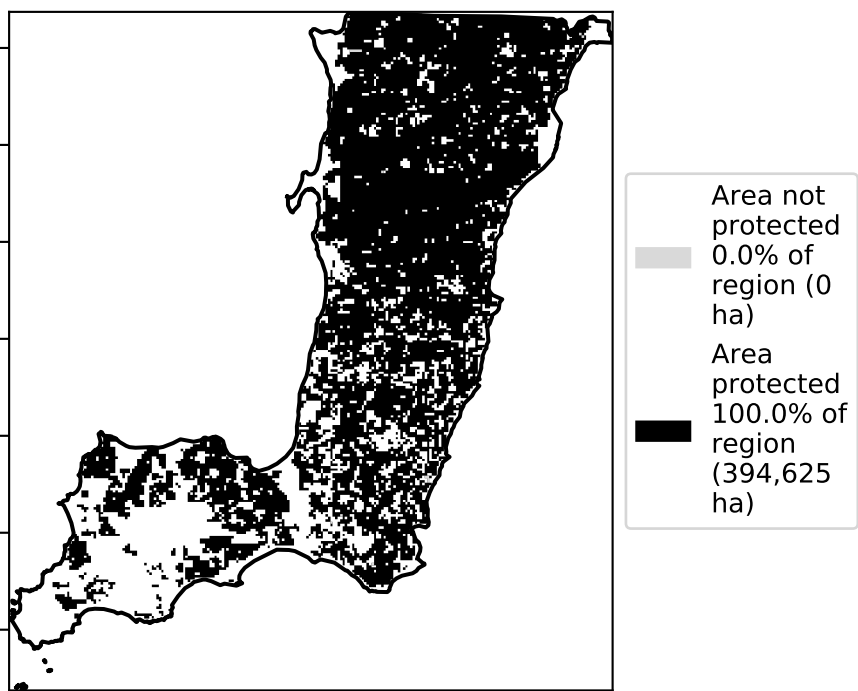 Area not
protected
0.0% of
region (0
ha)
Area
protected
100.0% of
region
(394,625
ha)